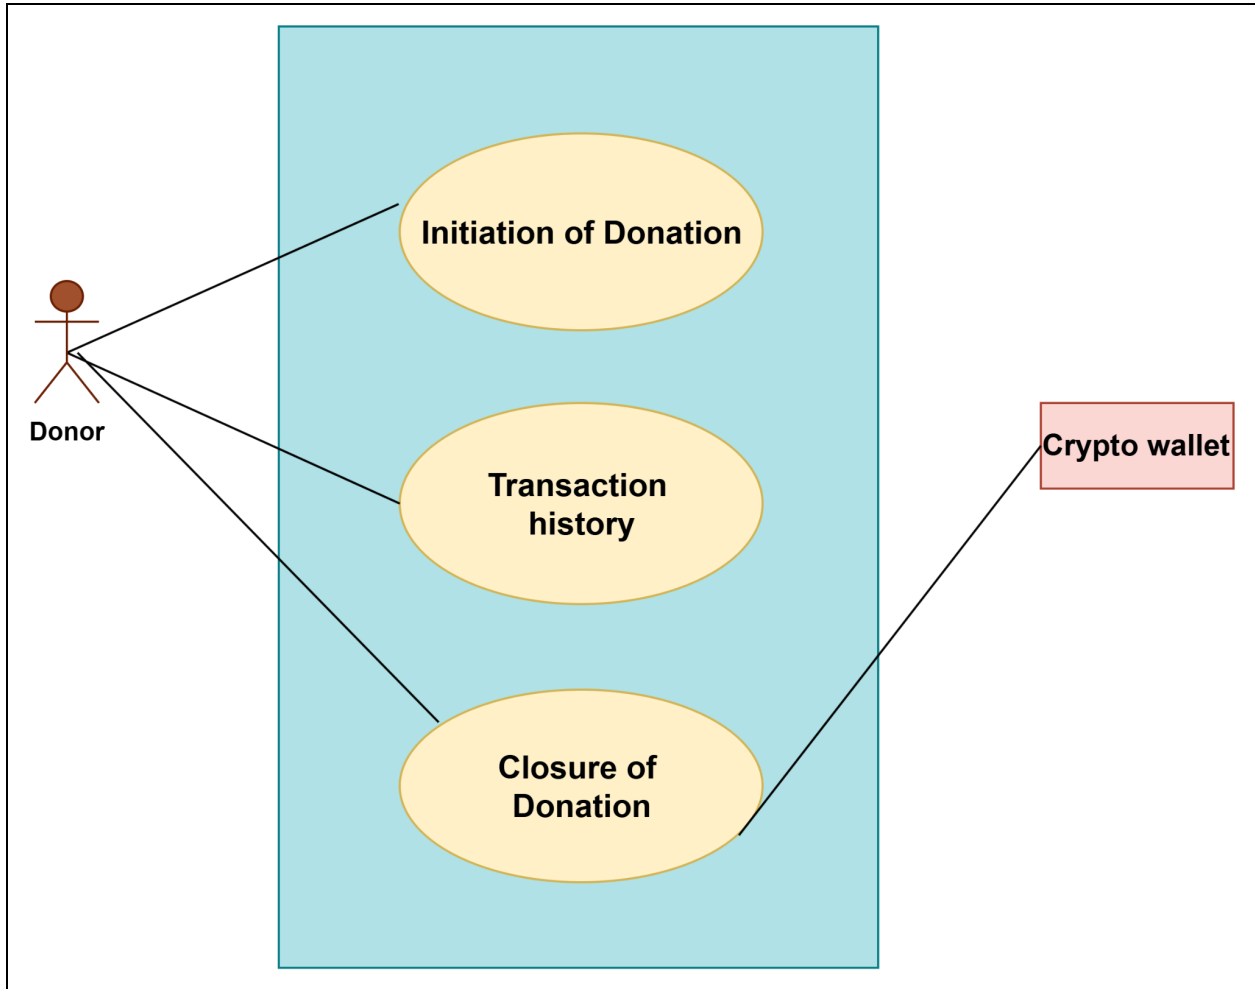 Initiation of Donation
Donor
Transaction
history
Crypto wallet
Closure of
Donation